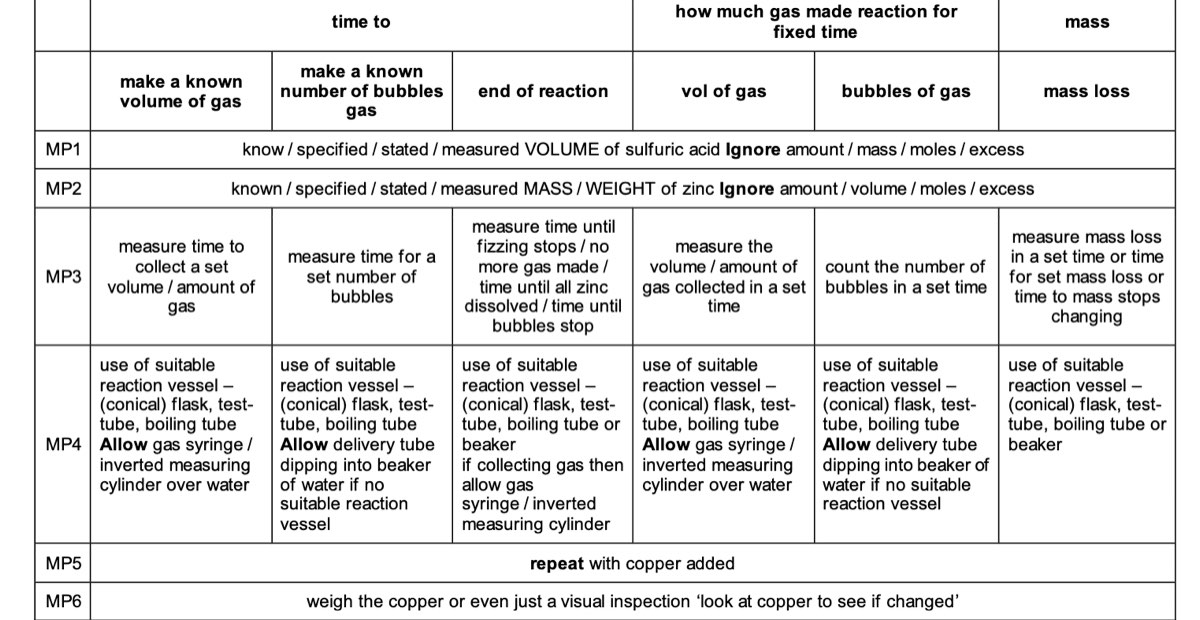 time to
how much gas made reaction for
fixed time
mass
make a known
volume of gas
make a known
number of bubbles
gas
end of reaction
vol of gas
bubbles of gas
mass loss
MP1
know / specified / stated / measured VOLUME of sulfuric acid Ignore amount / mass / moles / excess
MP2
known / specified / stated / measured MASS / WEIGHT of zinc Ignore amount / volume / moles / excess
MP3
measure time to
collect a set
volume / amount of
gas
measure time for a
set number of
bubbles
measure time until
fizzing stops / no
more gas made /
time until all zinc
dissolved / time until
bubbles stop
measure the
volume / amount of
gas collected in a set
time
count the number of
bubbles in a set time
measure mass loss
in a set time or time
for set mass loss or
time to mass stops
changing
MP4
use of suitable
reaction vessel –
(conical) flask, test-
tube, boiling tube
Allow gas syringe /
inverted measuring
cylinder over water
use of suitable
reaction vessel –
(conical) flask, test-
tube, boiling tube
Allow delivery tube
dipping into beaker
of water if no
suitable reaction
vessel
use of suitable
reaction vessel –
(conical) flask, test-
tube, boiling tube or
beaker
if collecting gas then
allow gas
syringe / inverted
measuring cylinder
use of suitable
reaction vessel –
(conical) flask, test-
tube, boiling tube
Allow gas syringe /
inverted measuring
cylinder over water
use of suitable
reaction vessel –
(conical) flask, test-
tube, boiling tube
Allow delivery tube
dipping into beaker of
water if no suitable
reaction vessel
use of suitable
reaction vessel –
(conical) flask, test-
tube, boiling tube or
beaker
MP5
repeat with copper added
MP6
weigh the copper or even just a visual inspection ‘look at copper to see if changed’